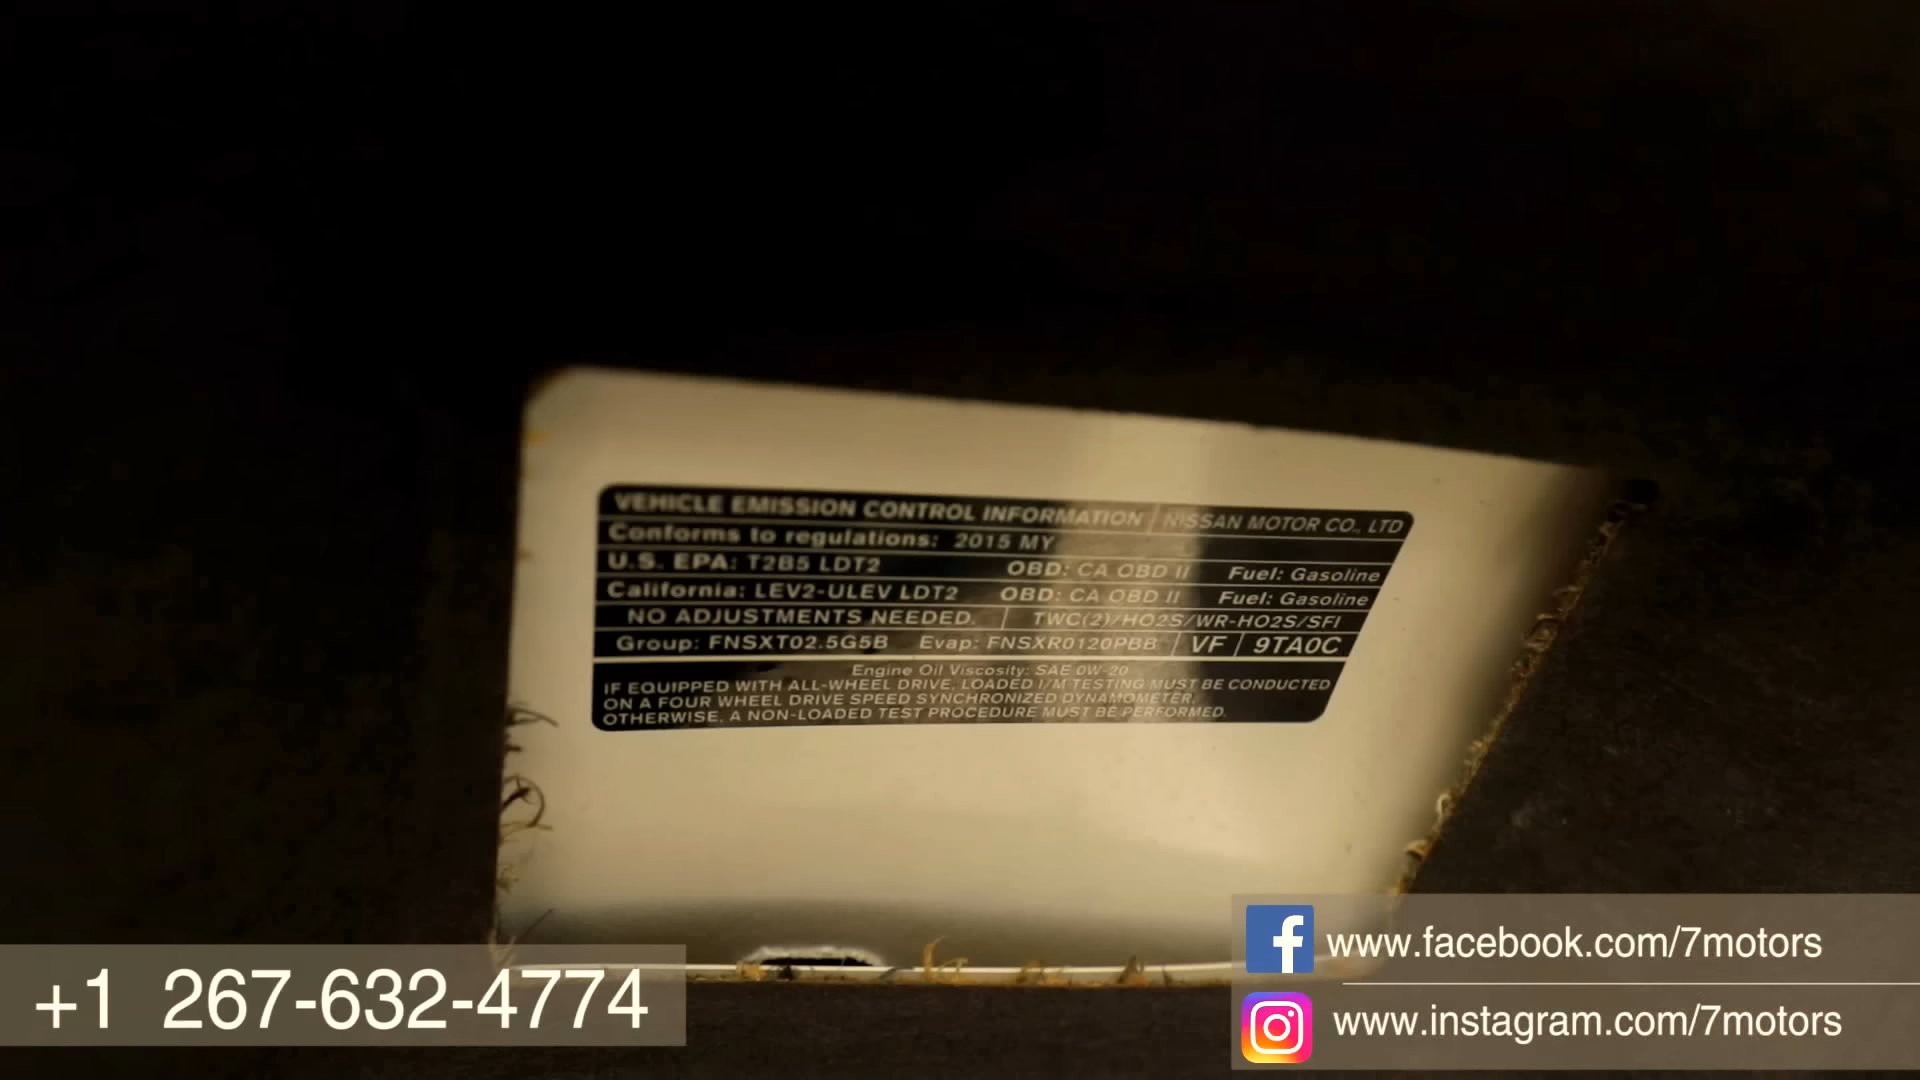 VEHICLE EMISSION CONTROL INFORMATION NISSAN MOTOR CO., LTD
Conforms to regulations: 2015 MY
U.S. EPA: T2B5 LDT2 OBD: CA OBD II Fuel: Gasoline
California: LEV2-ULEV LDT2 OBD: CA OBD II Fuel: Gasoline
NO ADJUSTMENTS NEEDED. TWC(2)/HO2S/WR-HO2S/SFI
Group: FNSXT02.5G5B Evap: FNSXR0120PBB VF 9TA0C
Engine Oil Viscosity: SAE 0W-20
IF EQUIPPED WITH ALL-WHEEL DRIVE, LOADED I/M TESTING MUST BE CONDUCTED
ON A FOUR WHEEL DRIVE SPEED SYNCHRONIZED DYNAMOMETER.
OTHERWISE, A NON-LOADED TEST PROCEDURE MUST BE PERFORMED.
+1 267-632-4774
www.facebook.com/7motors
www.instagram.com/7motors